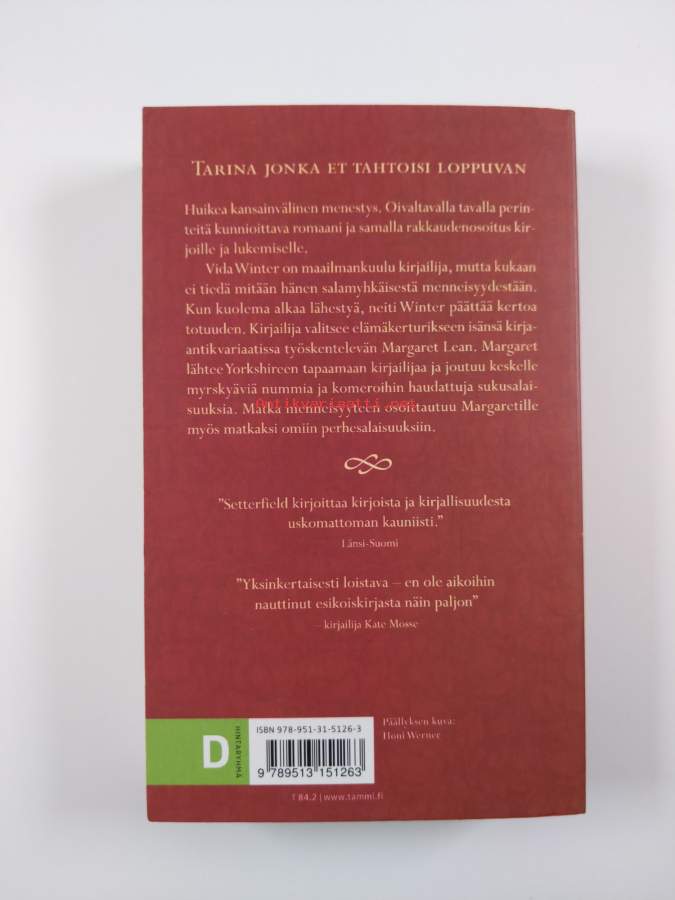 TARINA JONKA ET TAHTOISI LOPPUVAN
Huikea kansainvälinen menestys. Oivaltavalla tavalla perin-
teitä kunnioittava romaani ja samalla rakkaudenosoitus kir-
joille ja lukemiselle.
Vida Winter on maailmankuulu kirjailija, mutta kukaan
ei tiedä mitään hänen salamyhkäisestä menneisyydestään.
Kun kuolema alkaa lähestyä, neiti Winter päättää kertoa
totuuden. Kirjailija valitsee elämäkerturikseen isänsä kirja-
antikvariaatissa työskentelevän Margaret Lean. Margaret
lähtee Yorkshireen tapaamaan kirjailijaa ja joutuu keskelle
myrskyäviä nummia ja komeroihin haudattuja sukusalai-
suuksia. Matka menneisyyteen osoittautuu Margaretille
Antikvariaatti.net
myös matkaksi omiin perhesalaisuuksiin.
"Setterfield kirjoittaa kirjoista ja kirjallisuudesta
uskomattoman kauniisti."
Länsi-Suomi
"Yksinkertaisesti loistava – en ole aikoihin
nauttinut esikoiskirjasta näin paljon"
– kirjailija Kate Mosse
D
HINTARYHMÄ
ISBN 978-951-31-5126-3
9 789513 151263
T 84.2 | www.tammi.fi
Päällyksen kuva:
Honi Werner